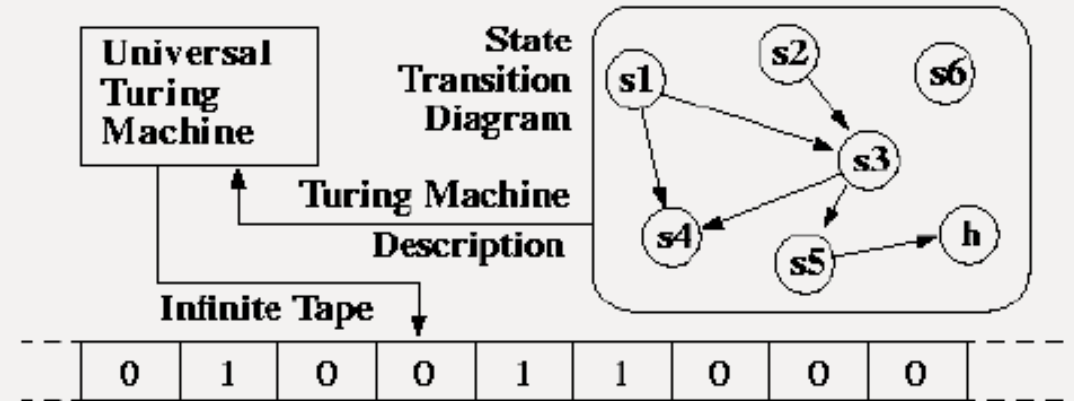 Universal
Turing
Machine
State
Transition
Diagram
s1
s2
s6
s3
s4
s5
h
Turing Machine
Description
Infinite Tape
0 1 0 0 1 1 0 0 0